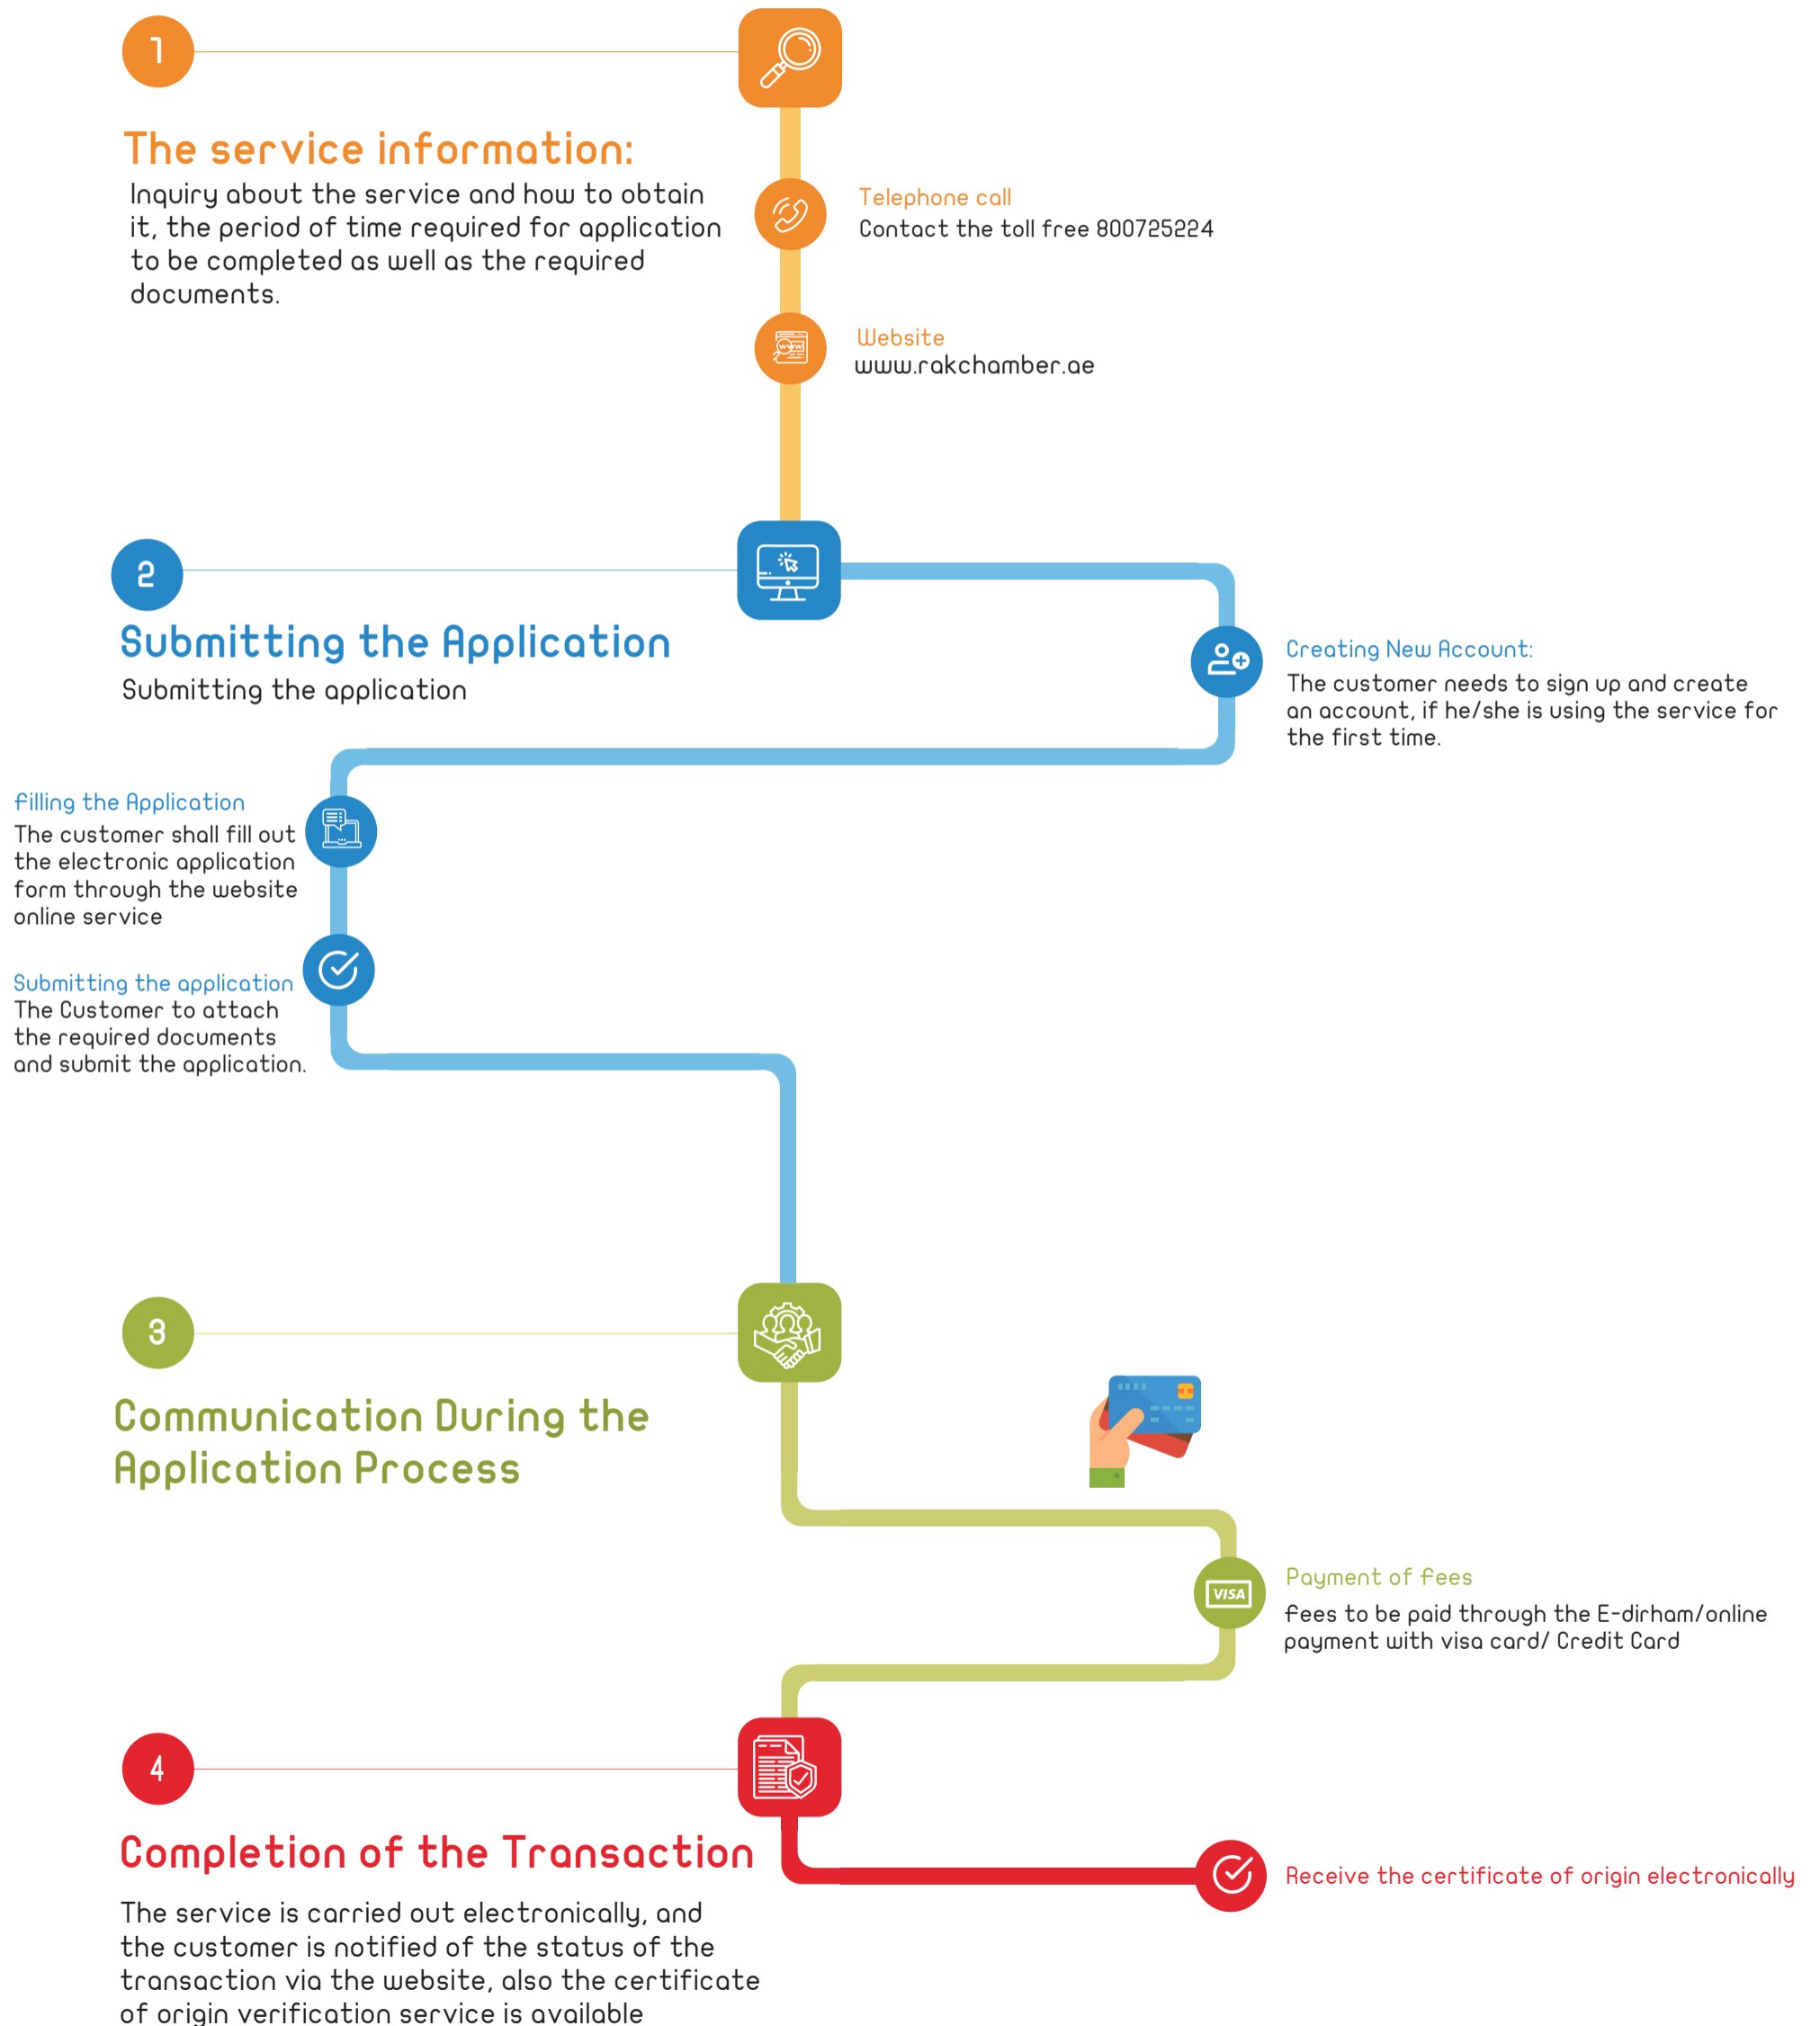 1
The service information:
Inquiry about the service and how to obtain
it, the period of time required for application
to be completed as well as the required
documents.
Telephone call
Contact the toll free 800725224
www
Website
www.rakchamber.ae
2
Submitting the Application
Submitting the application
Creating New Account:
The customer needs to sign up and create
an account, if he/she is using the service for
the first time.
Filling the Application
The customer shall fill out
the electronic application
form through the website
online service
Submitting the application
The Customer to attach
the required documents
and submit the application.
3
Communication During the
Application Process
VISA
Payment of Fees
Fees to be paid through the E-dirham/online
payment with visa card/ Credit Card
4
Completion of the Transaction
The service is carried out electronically, and
the customer is notified of the status of the
transaction via the website, also the certificate
of origin verification service is available
Receive the certificate of origin electronically